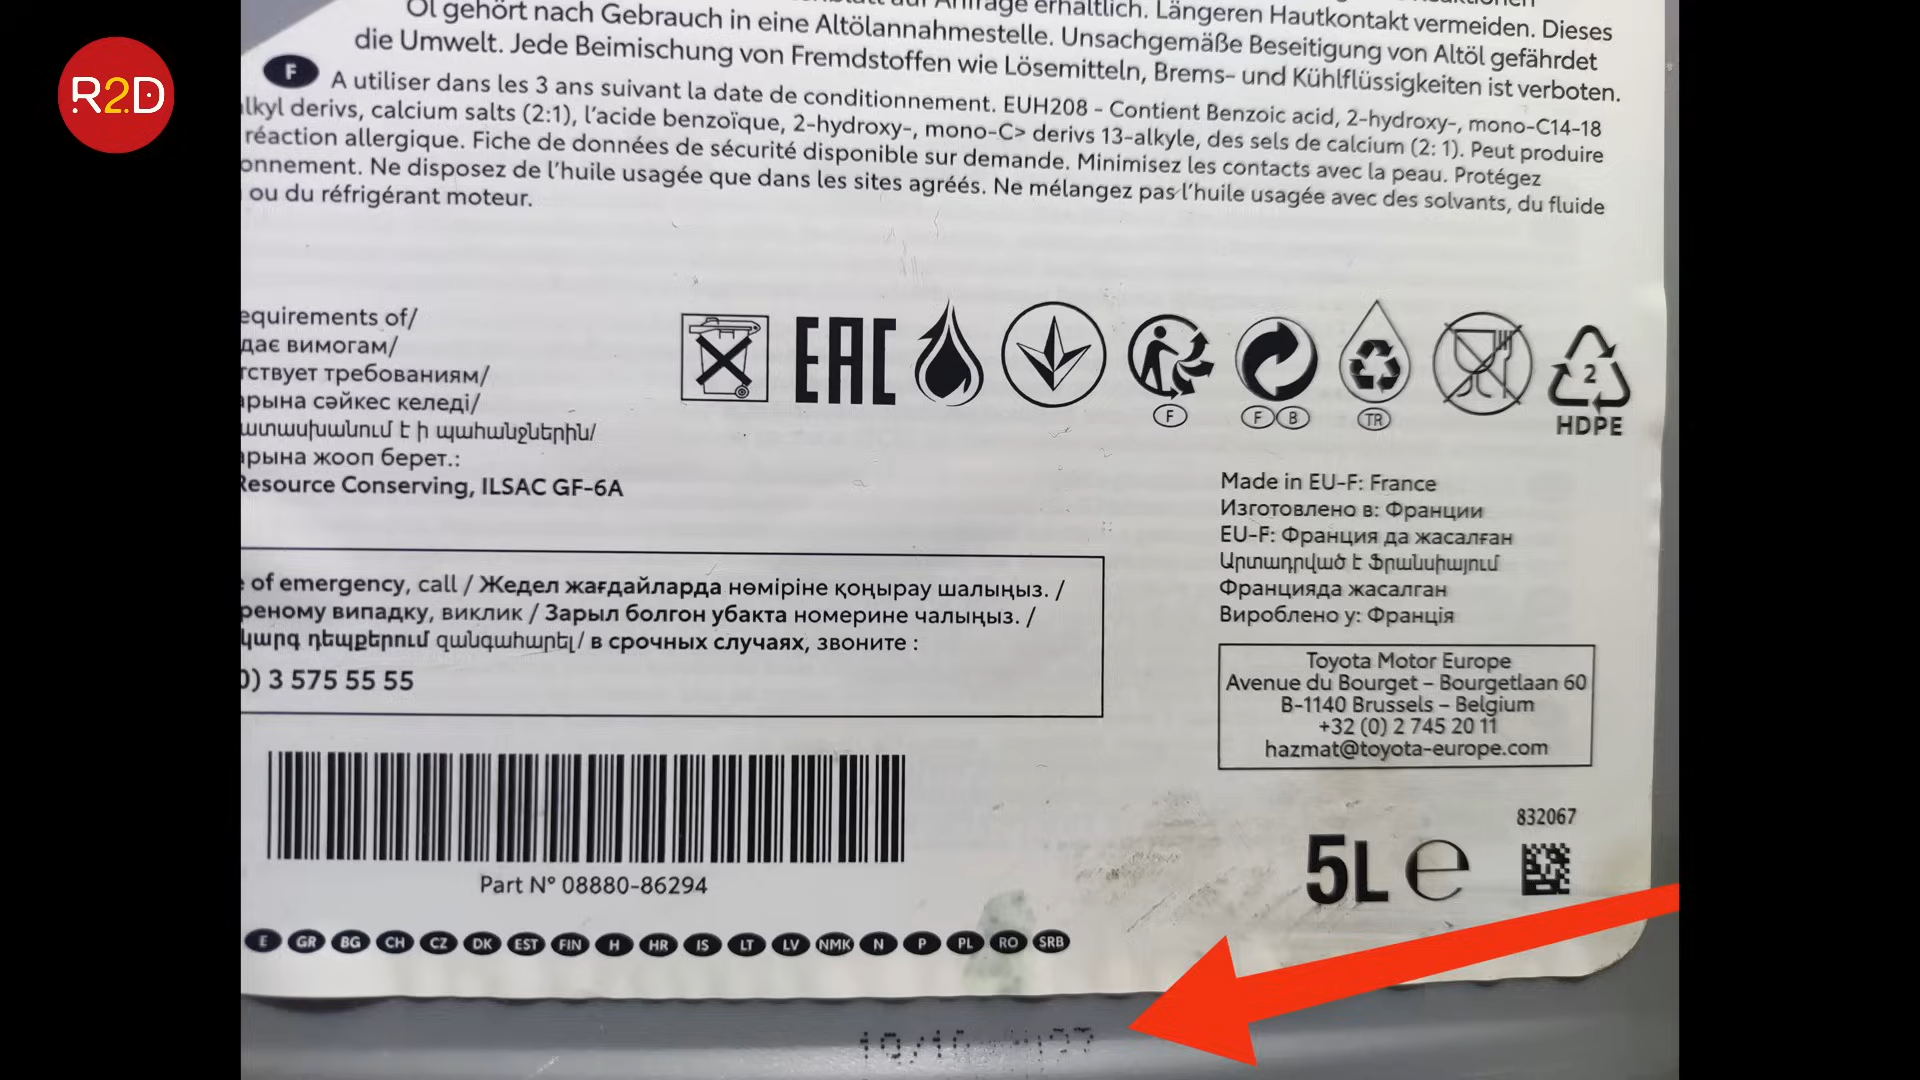 R2D
Öl gehört nach Gebrauch in eine Altölannahmestelle. Unsachgemäße Beseitigung von Altöl gefährdet
auf Anfrage erhältlich. Längeren Hautkontakt vermeiden. Dieses
die Umwelt. Jede Beimischung von Fremdstoffen wie Lösemitteln, Brems- und Kühlflüssigkeiten ist verboten.
F A utiliser dans les 3 ans suivant la date de conditionnement. EUH208 - Contient Benzoic acid, 2-hydroxy-, mono-C14-18
lkyl derivs, calcium salts (2:1), l'acide benzoïque, 2-hydroxy-, mono-C> derivs 13-alkyle, des sels de calcium (2: 1). Peut produire
réaction allergique. Fiche de données de sécurité disponible sur demande. Minimisez les contacts avec la peau. Protégez
onnement. Ne disposez de l'huile usagée que dans les sites agréés. Ne mélangez pas l'huile usagée avec des solvants, du fluide
ou du réfrigérant moteur.
equirements of/
дає вимогам/
тствует требованиям/
арына сәйкес келеді/
ատասխանում է ի պահանջներին/
арына жооп берет.:
Resource Conserving, ILSAC GF-6A
EAC
F
F B
TR
2
HDPE
Made in EU-F: France
Изготовлено в: Франции
EU-F: Франция да жасалған
Արտադրված է Ֆրանսիայում
Францияда жасалган
Вироблено у: Франція
of emergency, call / Жедел жағдайларда нөміріне қоңырау шалыңыз. /
реному випадку, виклик / Зарыл болгон убакта номерине чалыңыз. /
կարգ դեպքերում զանգահարել/ в срочных случаях, звоните :
0) 3 575 55 55
Toyota Motor Europe
Avenue du Bourget – Bourgetlaan 60
B-1140 Brussels – Belgium
+32 (0) 2 745 20 11
hazmat@toyota-europe.com
Part N° 08880-86294
832067
5L e
E GR BG CH CZ DK EST FIN H HR IS LT LV NMK N P PL RO SRB